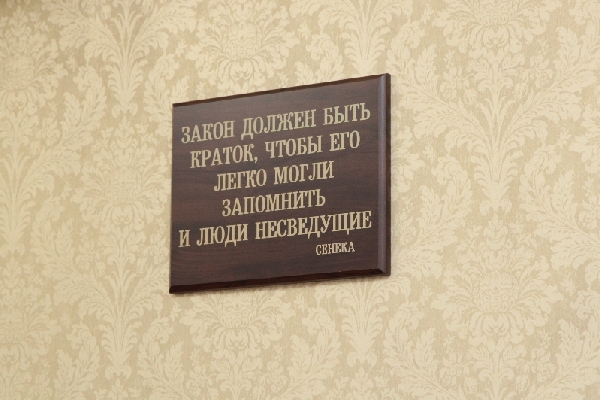 ЗАКОН ДОЛЖЕН БЫТЬ
КРАТОК, ЧТОБЫ ЕГО
ЛЕГКО МОГЛИ
ЗАПОМНИТЬ
И ЛЮДИ НЕСВЕДУЩИЕ
СЕНЕКА